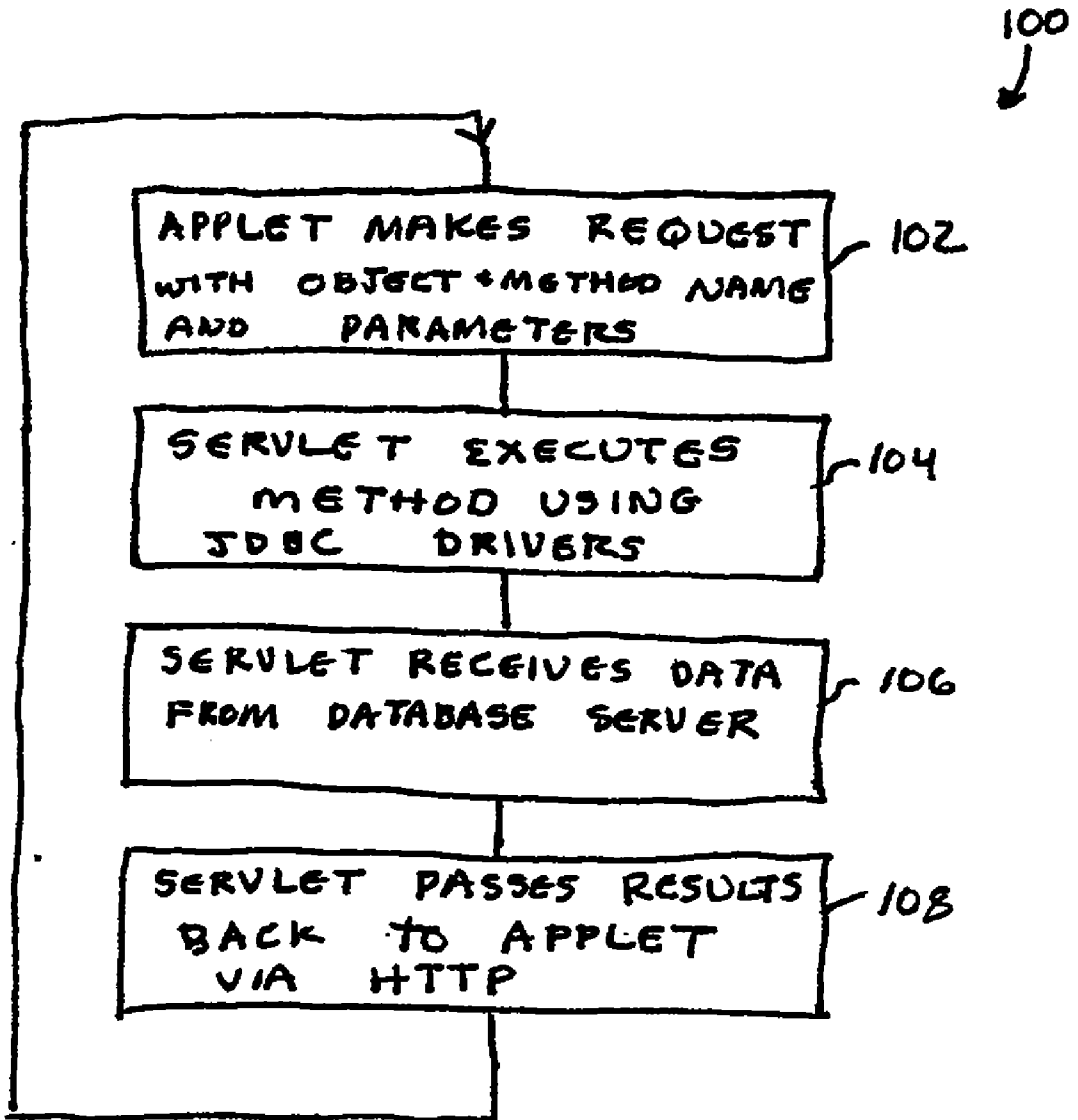 100
APPLET MAKES REQUEST
WITH OBJECT + METHOD NAME
AND PARAMETERS
102
SERVLET EXECUTES
METHOD USING
JDBC DRIVERS
104
SERVLET RECEIVES DATA
FROM DATABASE SERVER
106
SERVLET PASSES RESULTS
BACK TO APPLET
VIA HTTP
108